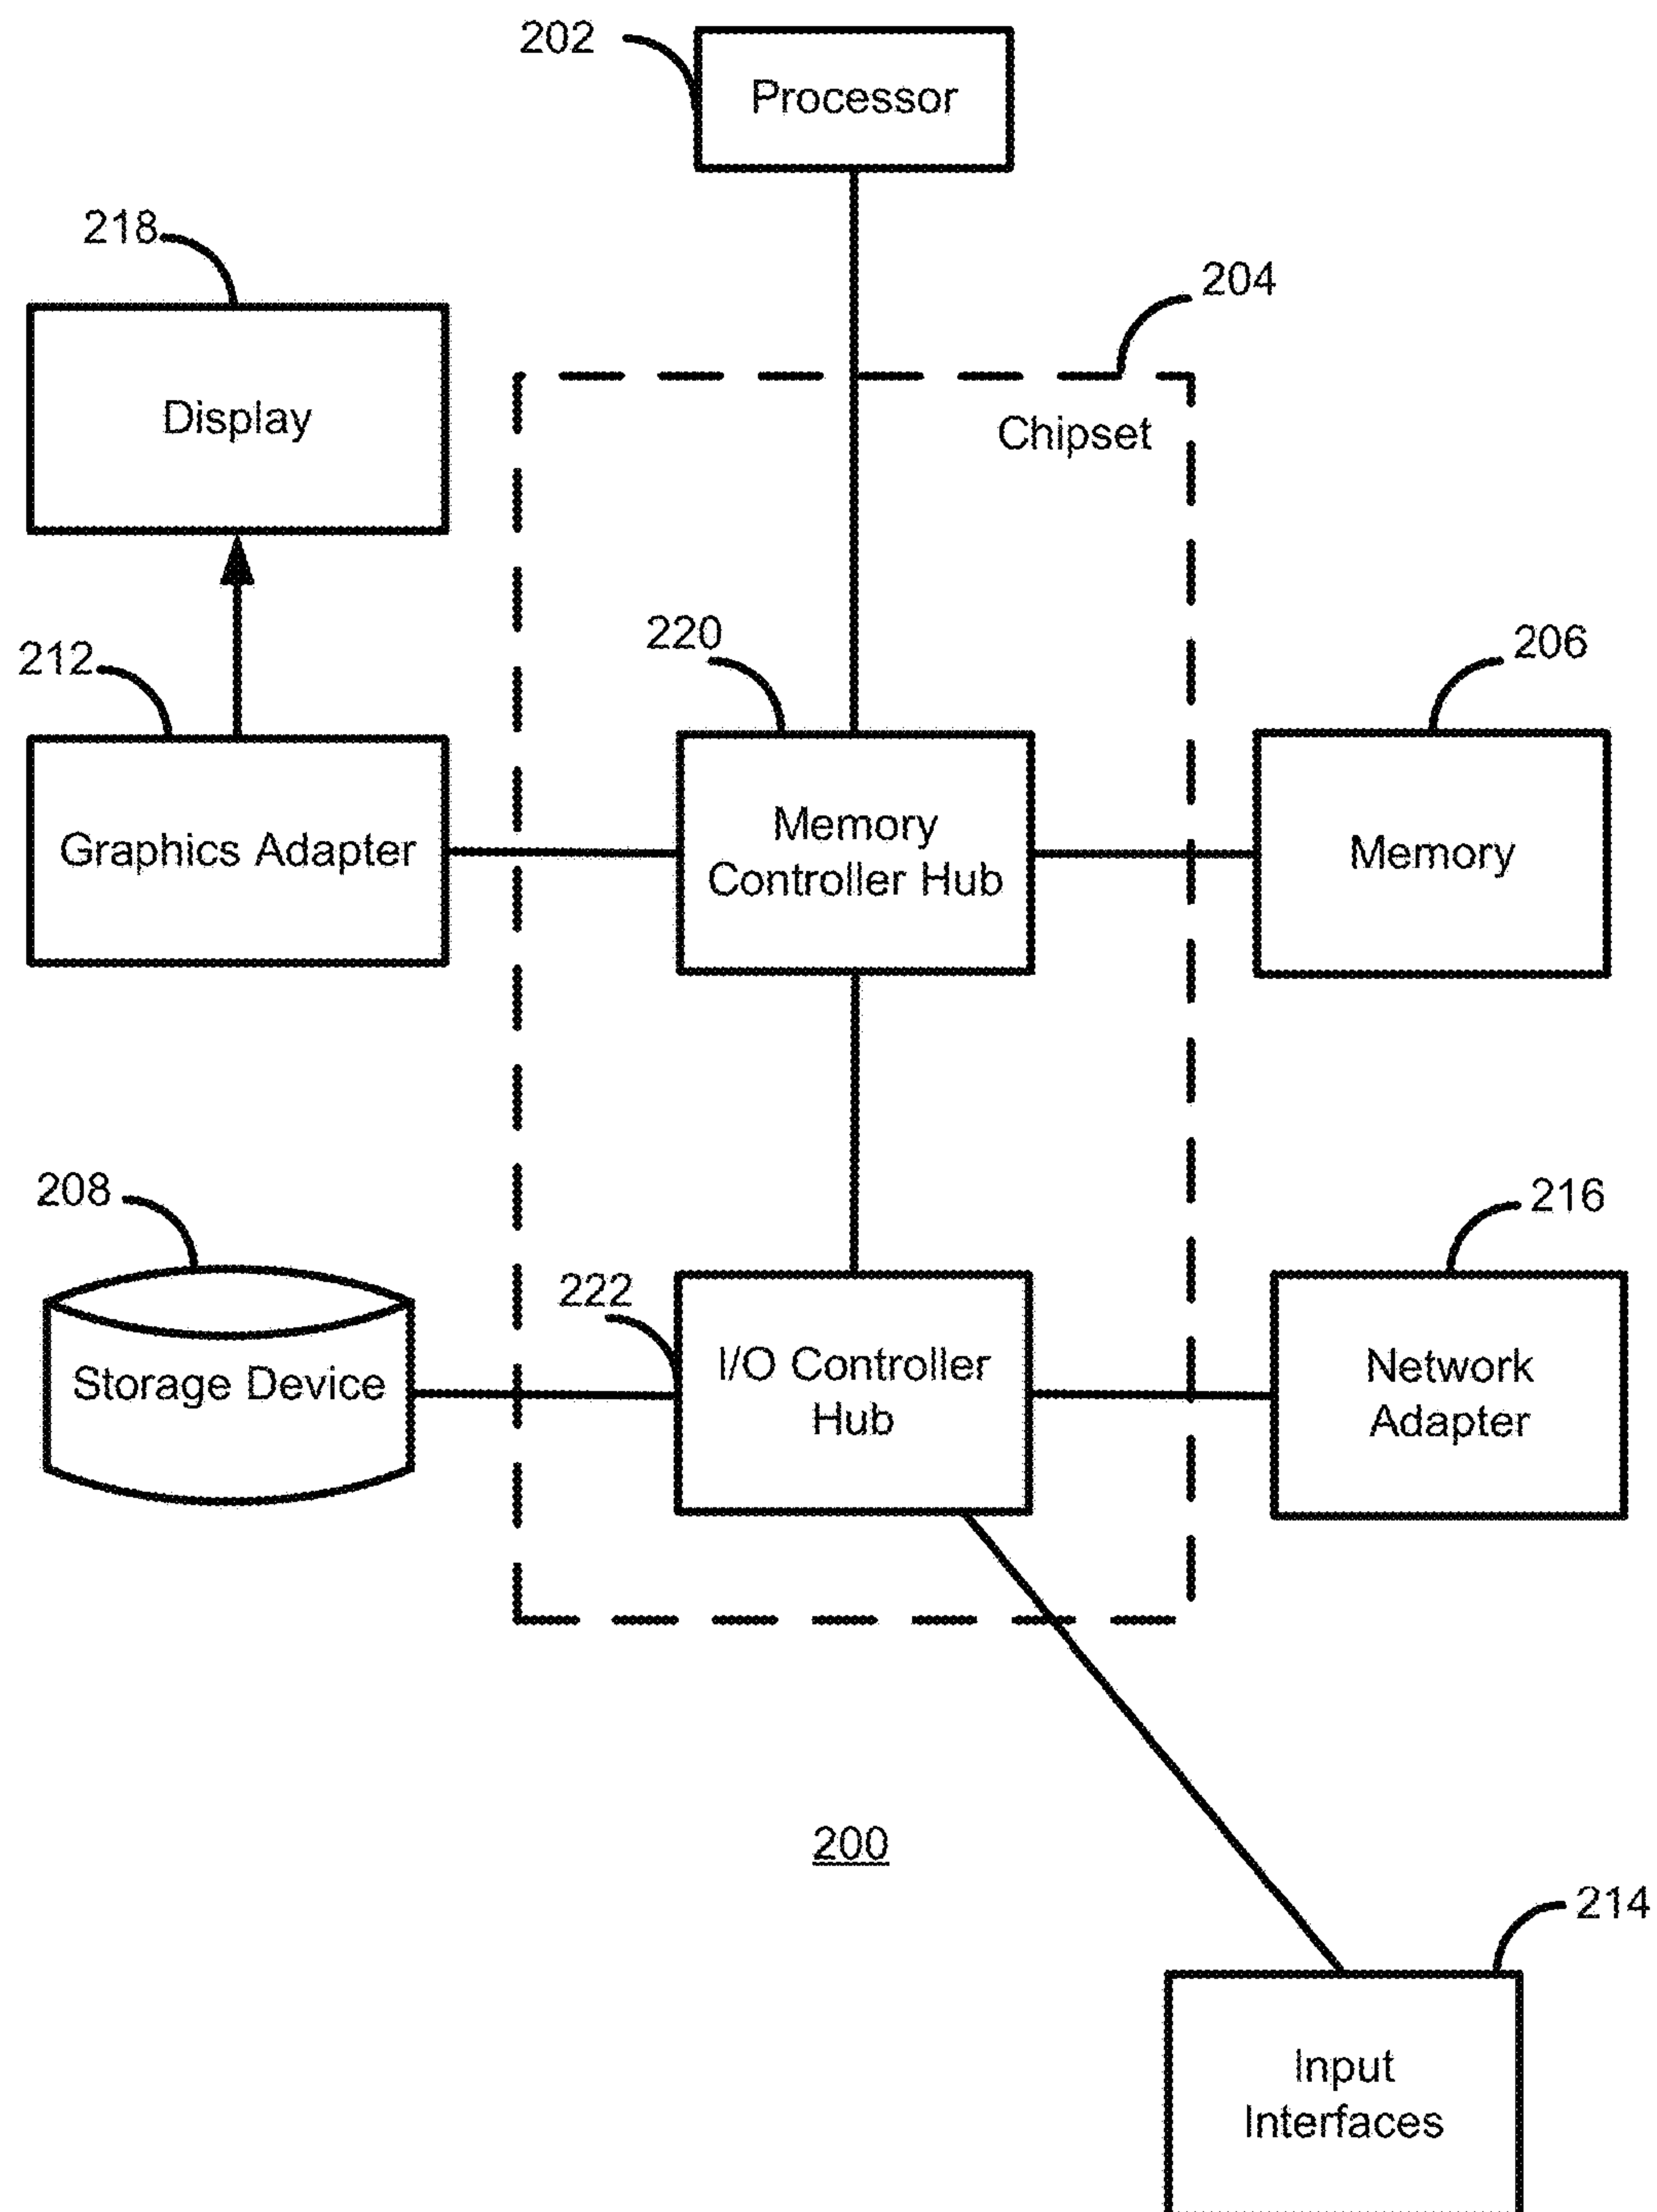 202
Processor
218
204
Display
Chipset
220
206
212
Graphics Adapter
Memory
Controller Hub
Memory
208
216
222
Storage Device
I/O Controller
Hub
Network
Adapter
200
214
Input
Interfaces